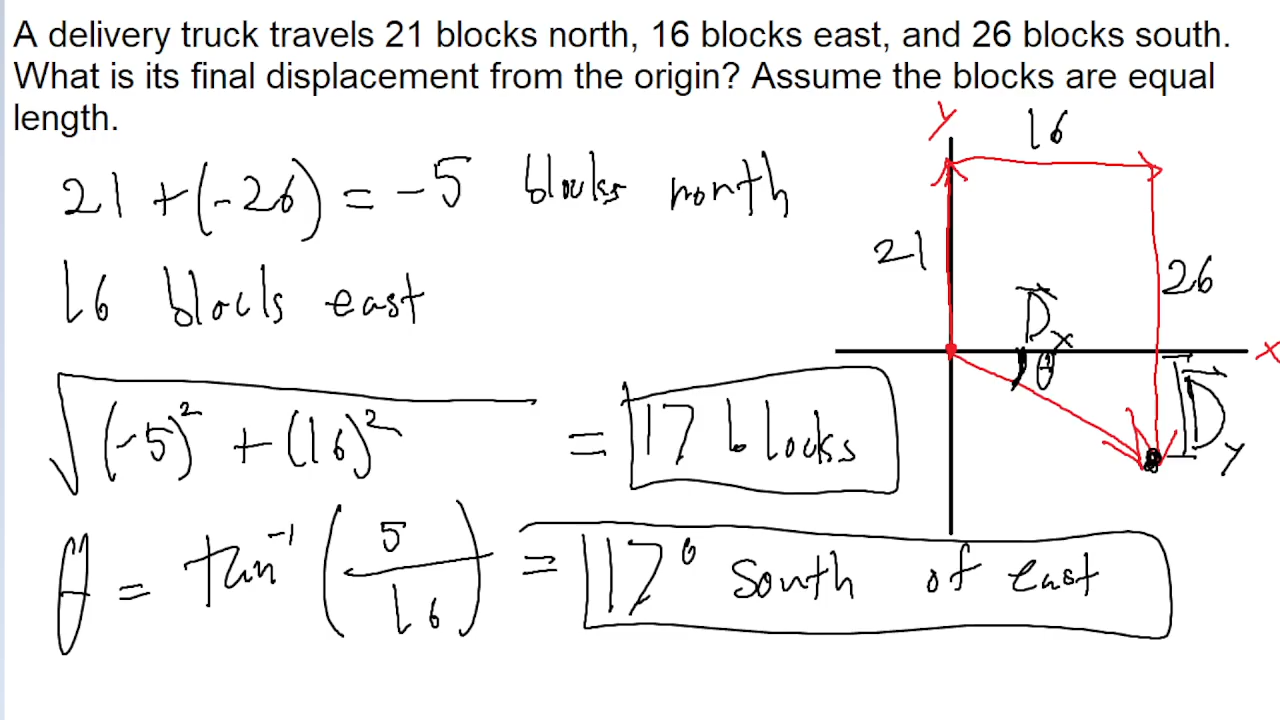 A delivery truck travels 21 blocks north, 16 blocks east, and 26 blocks south.
What is its final displacement from the origin? Assume the blocks are equal
length.
y
16
21 + (-26) = -5 blocks north
21
26
16 blocks east
D⃗x
x
θ
√((-5)² + (16)²) = 17 blocks
D⃗y
θ = tan⁻¹(5/16) = 17° south of east